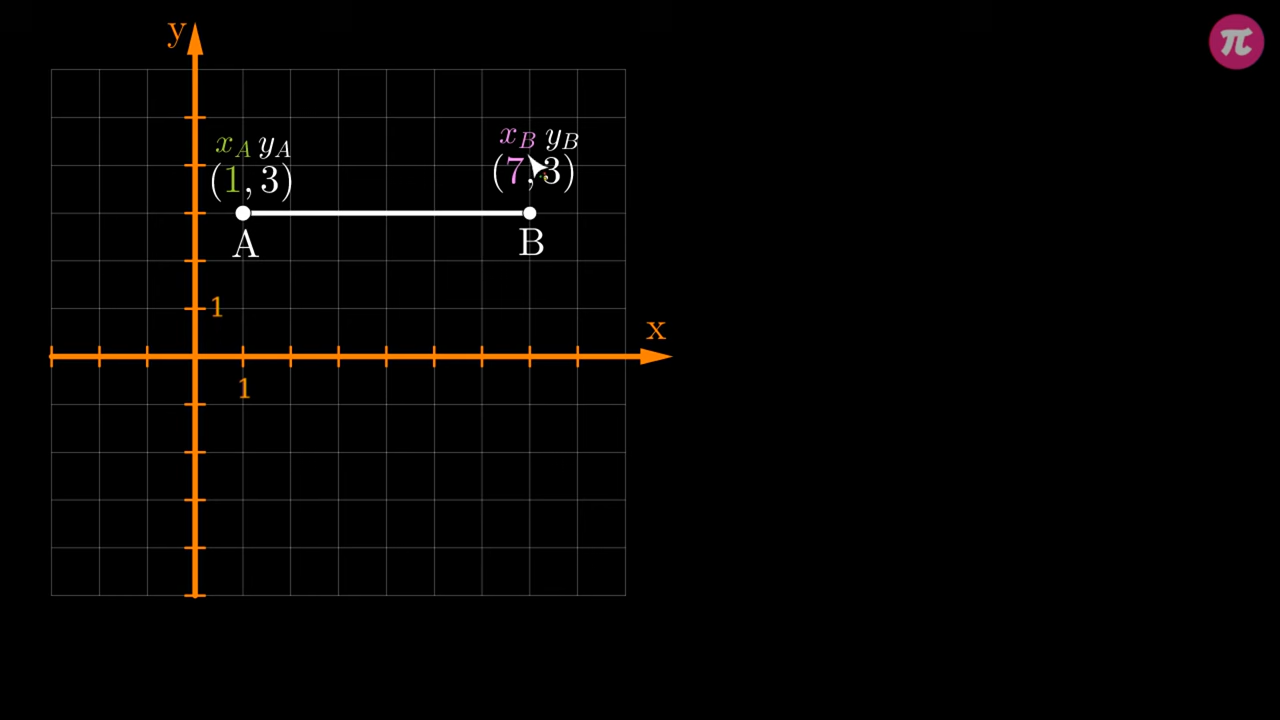 y
π
x_A y_A
(1, 3)
x_B y_B
(7, 3)
A
B
1
x
1